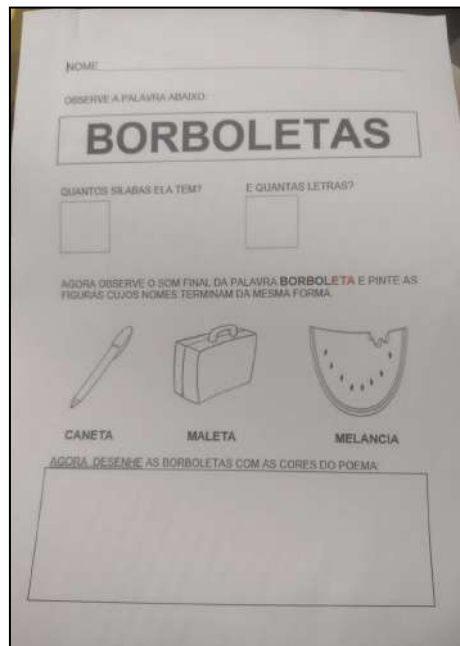 NOME
OBSERVE A PALAVRA ABAIXO:
BORBOLETAS
QUANTOS SÍLABAS ELA TEM?
E QUANTAS LETRAS?
AGORA OBSERVE O SOM FINAL DA PALAVRA BORBOLETA E PINTE AS
FIGURAS CUJOS NOMES TERMINAM DA MESMA FORMA.
CANETA
MALETA
MELANCIA
AGORA, DESENHE AS BORBOLETAS COM AS CORES DO POEMA: